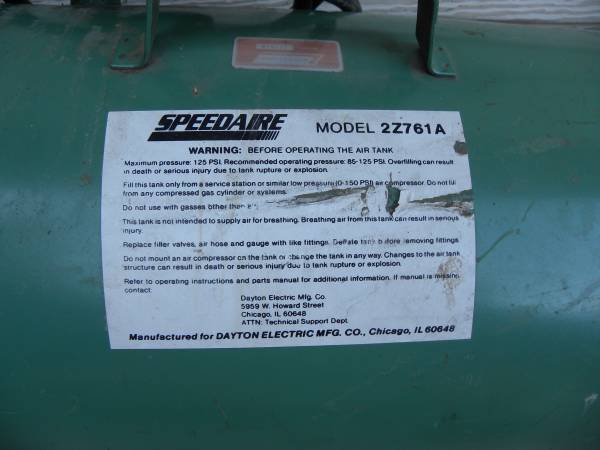 SPEEDAIRE MODEL 2Z761A
WARNING: BEFORE OPERATING THE AIR TANK
Maximum pressure: 125 PSI. Recommended operating pressure: 85-125 PSI. Overfilling can result
in death or serious injury due to tank rupture or explosion.
Fill this tank only from a service station or similar low pressure (0-150 PSI) air compressor. Do not fill
from any compressed gas cylinder or systems.
Do not use with gasses other than air.
This tank is not intended to supply air for breathing. Breathing air from this tank can result in serious
injury.
Replace filler valves, air hose and gauge with like fittings. Deflate tank before removing fittings
Do not mount an air compressor on the tank or change the tank in any way. Changes to the air tank
structure can result in death or serious injury due to tank rupture or explosion.
Refer to operating instructions and parts manual for additional information. If manual is missing,
contact:
Dayton Electric Mfg. Co.
5959 W. Howard Street
Chicago, IL 60648
ATTN: Technical Support Dept.
Manufactured for DAYTON ELECTRIC MFG. CO., Chicago, IL 60648